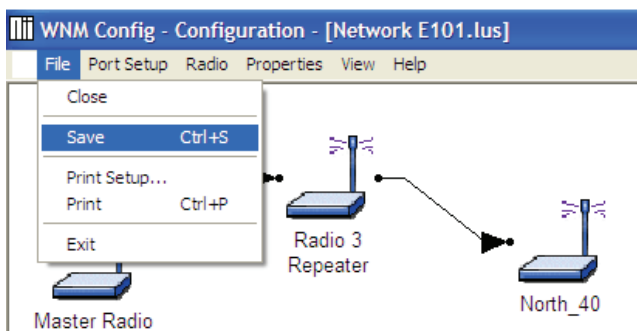 WNM Config - Configuration - [Network E101.lus]
File Port Setup Radio Properties View Help
Close
Save Ctrl+S
Print Setup...
Print Ctrl+P
Exit
Radio 3
Repeater
North_40
Master Radio